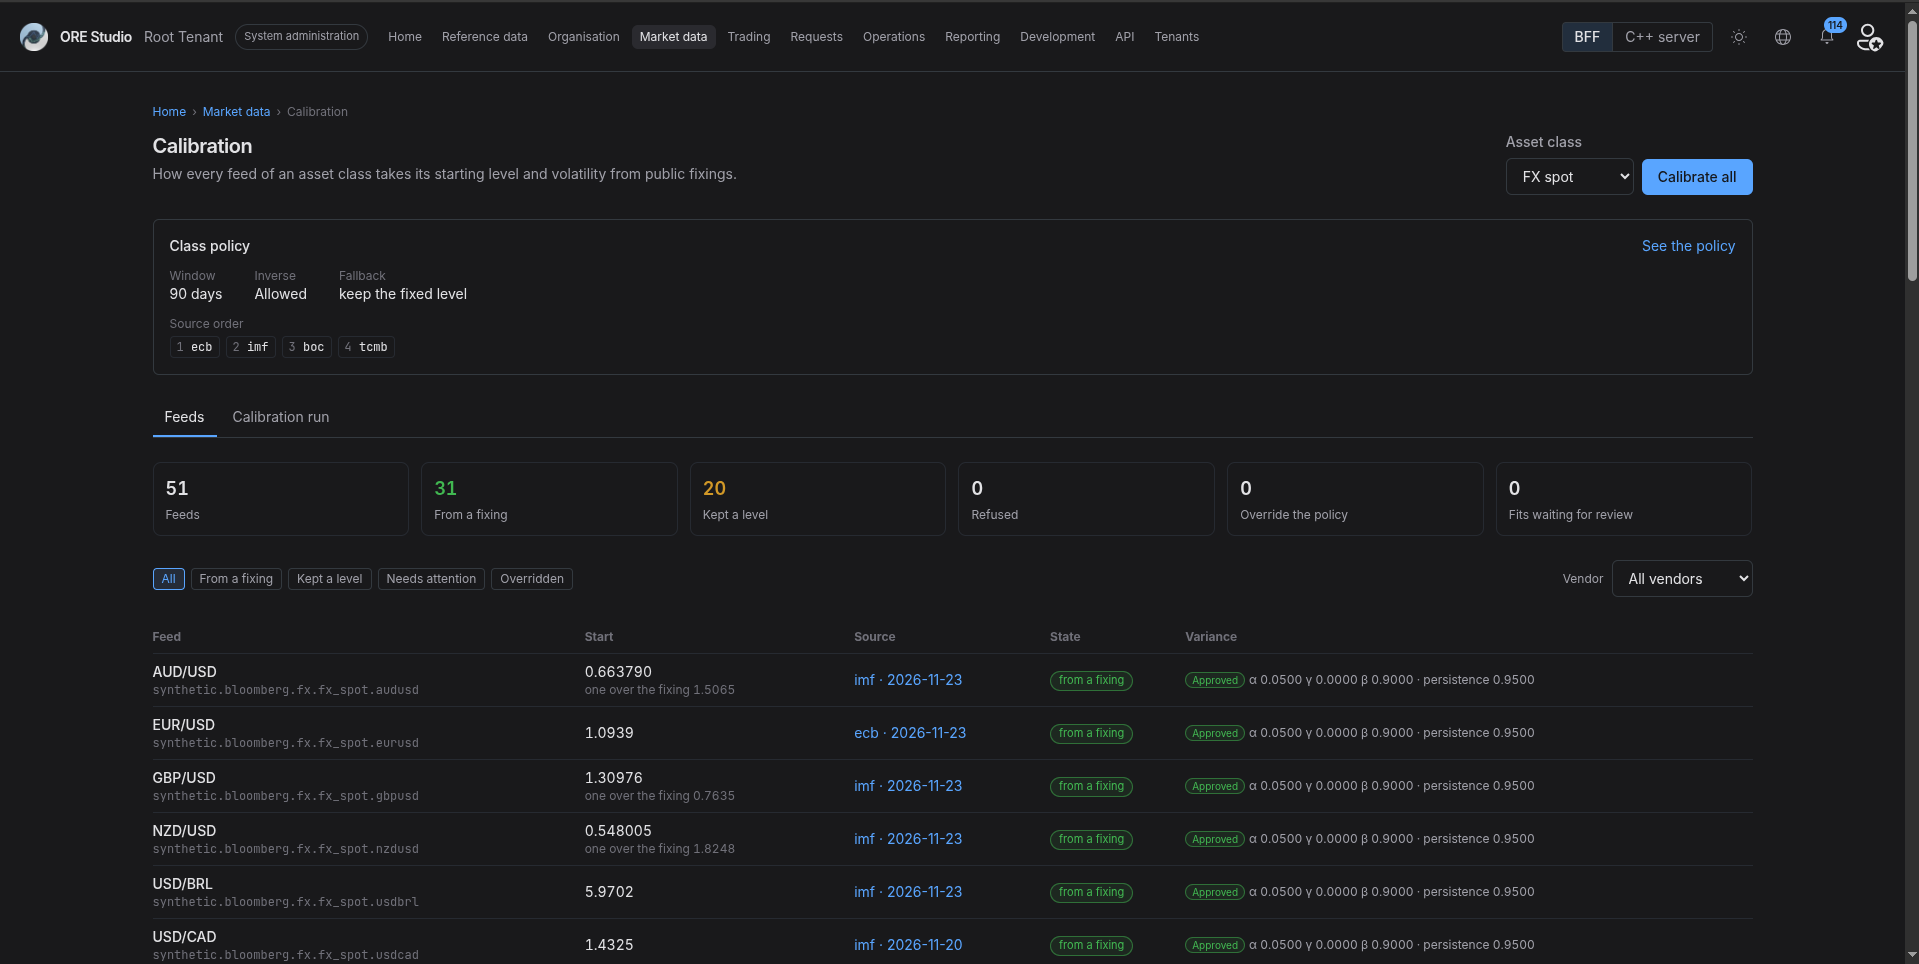 ORE Studio Root Tenant System administration Home Reference data Organisation Market data Trading Requests Operations Reporting Development API Tenants BFF C++ server 114
Home › Market data › Calibration
Calibration
How every feed of an asset class takes its starting level and volatility from public fixings.
Asset class
FX spot Calibrate all
Class policy See the policy
Window Inverse Fallback
90 days Allowed keep the fixed level
Source order
1 ecb 2 imf 3 boc 4 tcmb
Feeds Calibration run
51 31 20 0 0 0
Feeds From a fixing Kept a level Refused Override the policy Fits waiting for review
All From a fixing Kept a level Needs attention Overridden Vendor All vendors
Feed Start Source State Variance
AUD/USD 0.663790
synthetic.bloomberg.fx.fx_spot.audusd one over the fixing 1.5065 imf · 2026-11-23 from a fixing Approved α 0.0500 γ 0.0000 β 0.9000 · persistence 0.9500
EUR/USD
synthetic.bloomberg.fx.fx_spot.eurusd 1.0939 ecb · 2026-11-23 from a fixing Approved α 0.0500 γ 0.0000 β 0.9000 · persistence 0.9500
GBP/USD 1.30976
synthetic.bloomberg.fx.fx_spot.gbpusd one over the fixing 0.7635 imf · 2026-11-23 from a fixing Approved α 0.0500 γ 0.0000 β 0.9000 · persistence 0.9500
NZD/USD 0.548005
synthetic.bloomberg.fx.fx_spot.nzdusd one over the fixing 1.8248 imf · 2026-11-23 from a fixing Approved α 0.0500 γ 0.0000 β 0.9000 · persistence 0.9500
USD/BRL
synthetic.bloomberg.fx.fx_spot.usdbrl 5.9702 imf · 2026-11-23 from a fixing Approved α 0.0500 γ 0.0000 β 0.9000 · persistence 0.9500
USD/CAD
synthetic.bloomberg.fx.fx_spot.usdcad 1.4325 imf · 2026-11-20 from a fixing Approved α 0.0500 γ 0.0000 β 0.9000 · persistence 0.9500